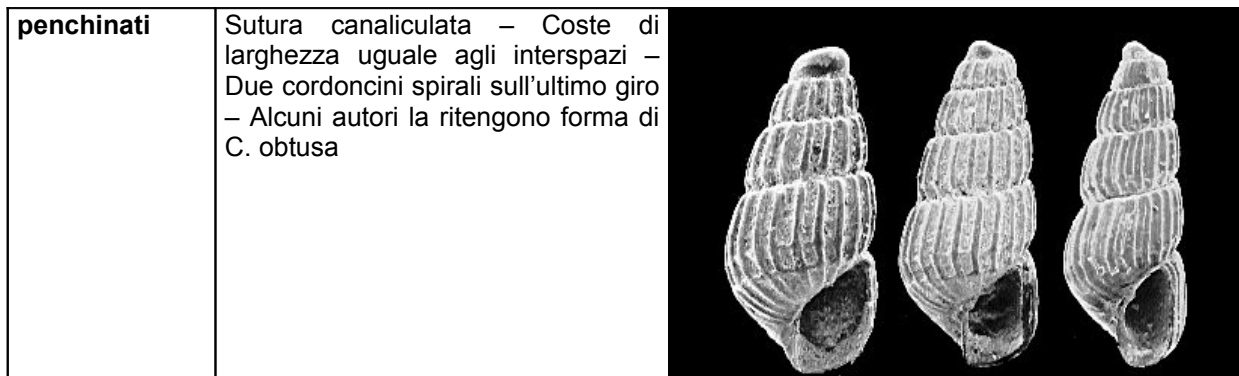 penchinati
Sutura canaliculata – Coste di
larghezza uguale agli interspazi –
Due cordoncini spirali sull’ultimo giro
– Alcuni autori la ritengono forma di
C. obtusa